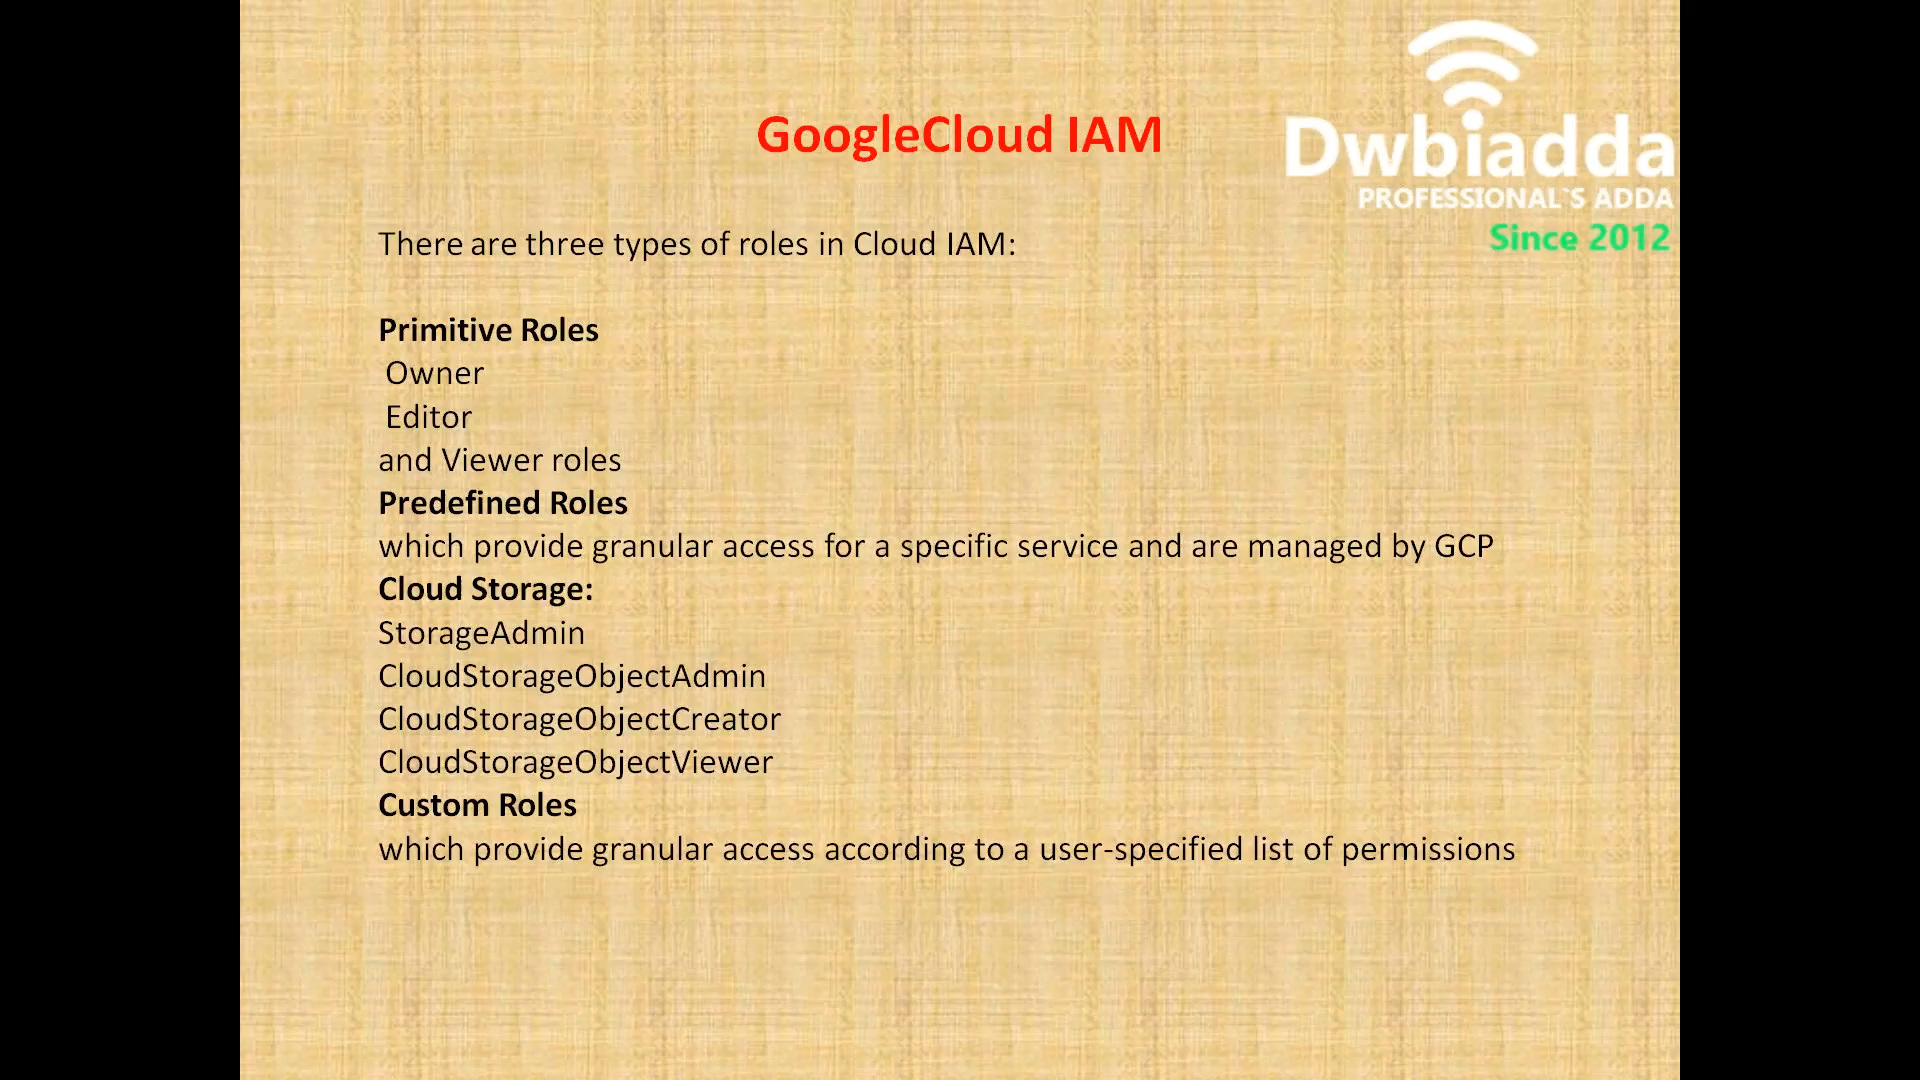 GoogleCloud IAM
Dwbiadda
PROFESSIONAL`S ADDA
Since 2012
There are three types of roles in Cloud IAM:
Primitive Roles
Owner
Editor
and Viewer roles
Predefined Roles
which provide granular access for a specific service and are managed by GCP
Cloud Storage:
StorageAdmin
CloudStorageObjectAdmin
CloudStorageObjectCreator
CloudStorageObjectViewer
Custom Roles
which provide granular access according to a user-specified list of permissions